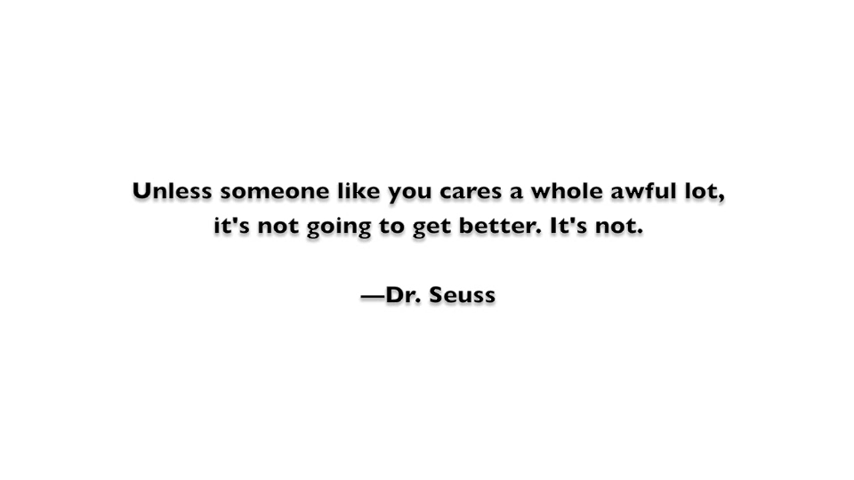 Unless someone like you cares a whole awful lot,
it's not going to get better. It's not.
—Dr. Seuss